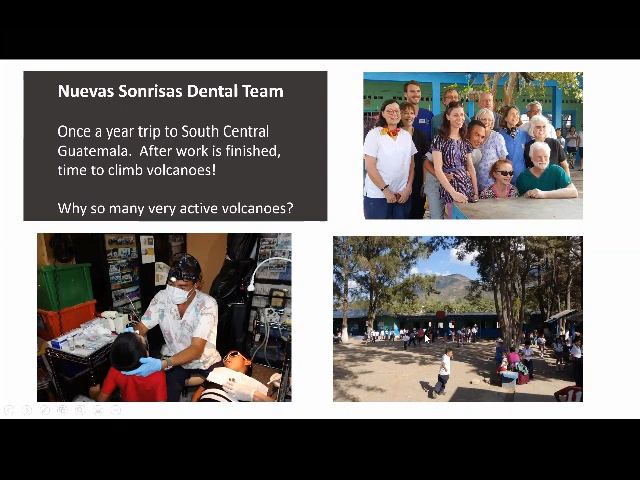 Nuevas Sonrisas Dental Team
Once a year trip to South Central
Guatemala.  After work is finished,
time to climb volcanoes!
Why so many very active volcanoes?